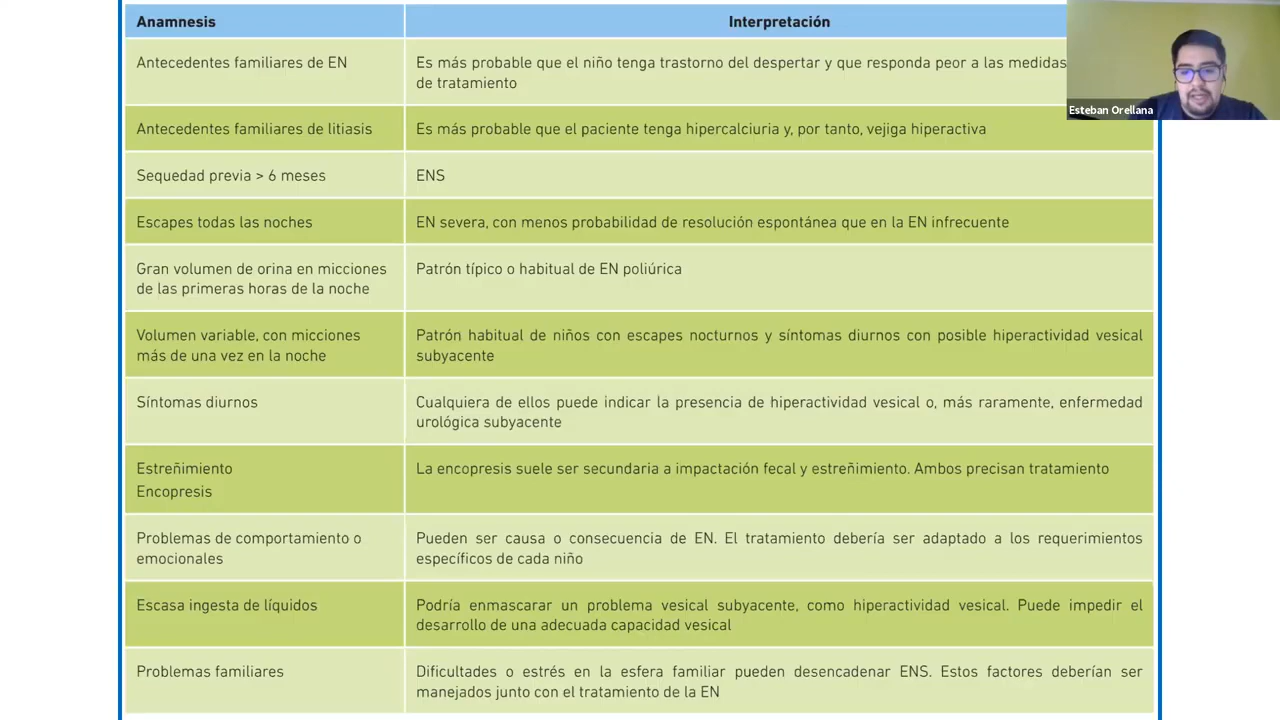 Anamnesis
Interpretación
Antecedentes familiares de EN
Es más probable que el niño tenga trastorno del despertar y que responda peor a las medidas
de tratamiento
Esteban Orellana
Antecedentes familiares de litiasis
Es más probable que el paciente tenga hipercalciuria y, por tanto, vejiga hiperactiva
Sequedad previa > 6 meses
ENS
Escapes todas las noches
EN severa, con menos probabilidad de resolución espontánea que en la EN infrecuente
Gran volumen de orina en micciones
de las primeras horas de la noche
Patrón típico o habitual de EN poliúrica
Volumen variable, con micciones
más de una vez en la noche
Patrón habitual de niños con escapes nocturnos y síntomas diurnos con posible hiperactividad vesical
subyacente
Síntomas diurnos
Cualquiera de ellos puede indicar la presencia de hiperactividad vesical o, más raramente, enfermedad
urológica subyacente
Estreñimiento
Encopresis
La encopresis suele ser secundaria a impactación fecal y estreñimiento. Ambos precisan tratamiento
Problemas de comportamiento o
emocionales
Pueden ser causa o consecuencia de EN. El tratamiento debería ser adaptado a los requerimientos
específicos de cada niño
Escasa ingesta de líquidos
Podría enmascarar un problema vesical subyacente, como hiperactividad vesical. Puede impedir el
desarrollo de una adecuada capacidad vesical
Problemas familiares
Dificultades o estrés en la esfera familiar pueden desencadenar ENS. Estos factores deberían ser
manejados junto con el tratamiento de la EN